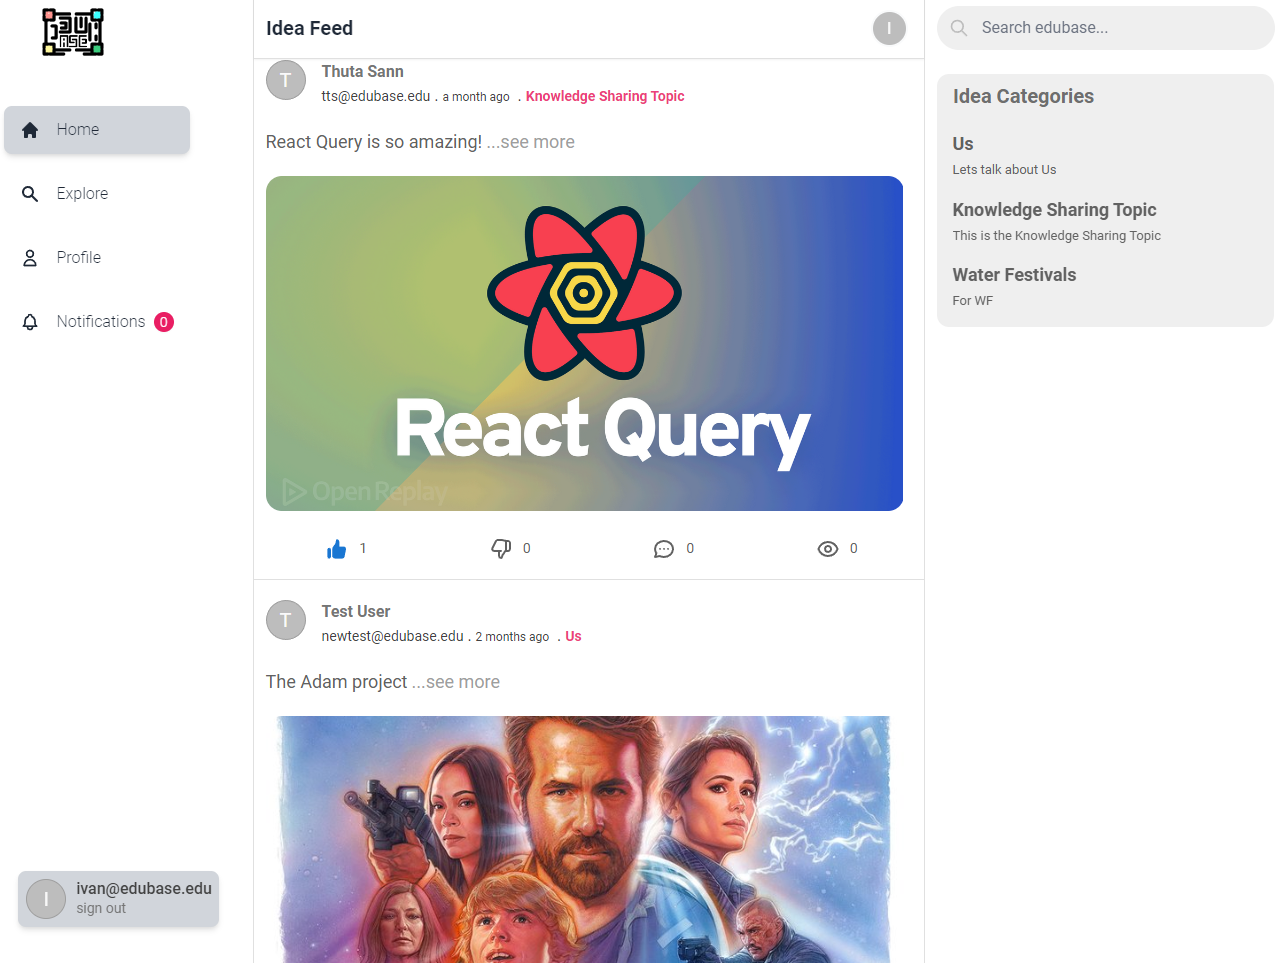 EDU
BASE
Home
Explore
Profile
Notifications 0
I
ivan@edubase.edu
sign out
Idea Feed
I
T
Thuta Sann
tts@edubase.edu . a month ago . Knowledge Sharing Topic
React Query is so amazing! ...see more
React Query
OpenReplay
1
0
0
0
T
Test User
newtest@edubase.edu . 2 months ago . Us
The Adam project ...see more
Search edubase...
Idea Categories
Us
Lets talk about Us
Knowledge Sharing Topic
This is the Knowledge Sharing Topic
Water Festivals
For WF